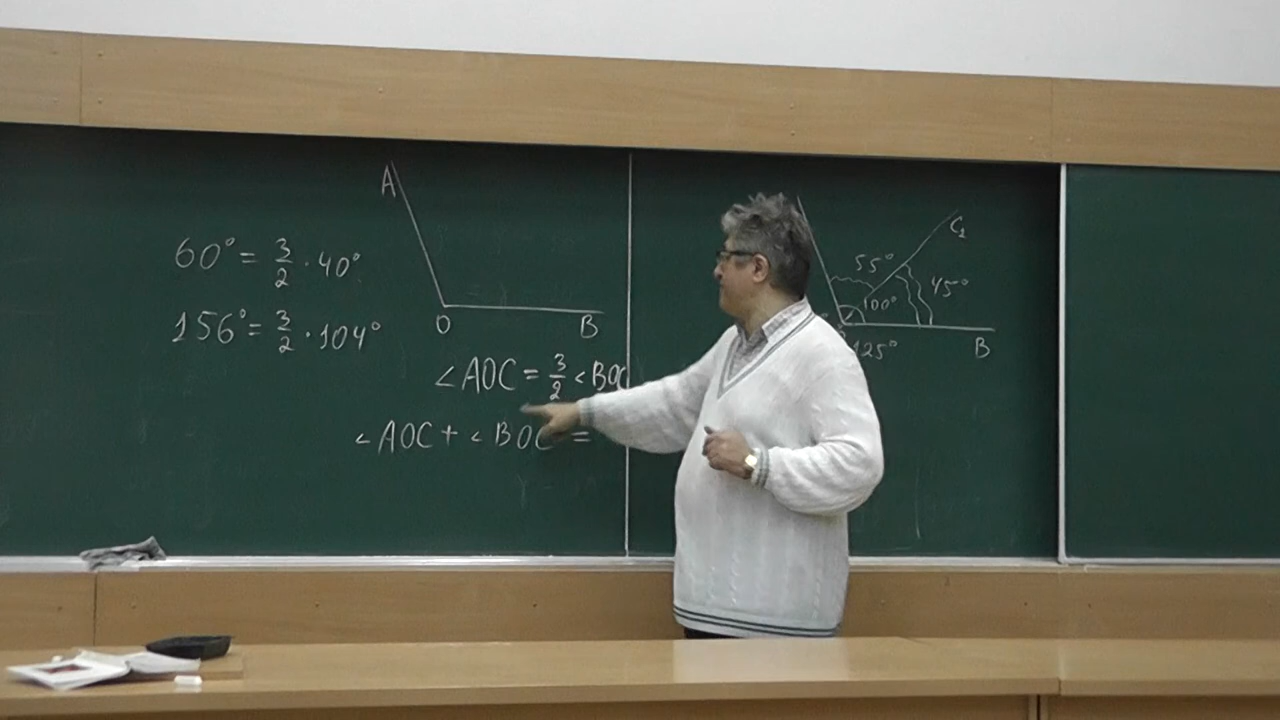 A
60° = 3/2 · 40°
156° = 3/2 · 104°
O
B
∠AOC = 3/2 ∠BOC
∠AOC + ∠BOC =
C₁
55°
45°
100°
125°
B